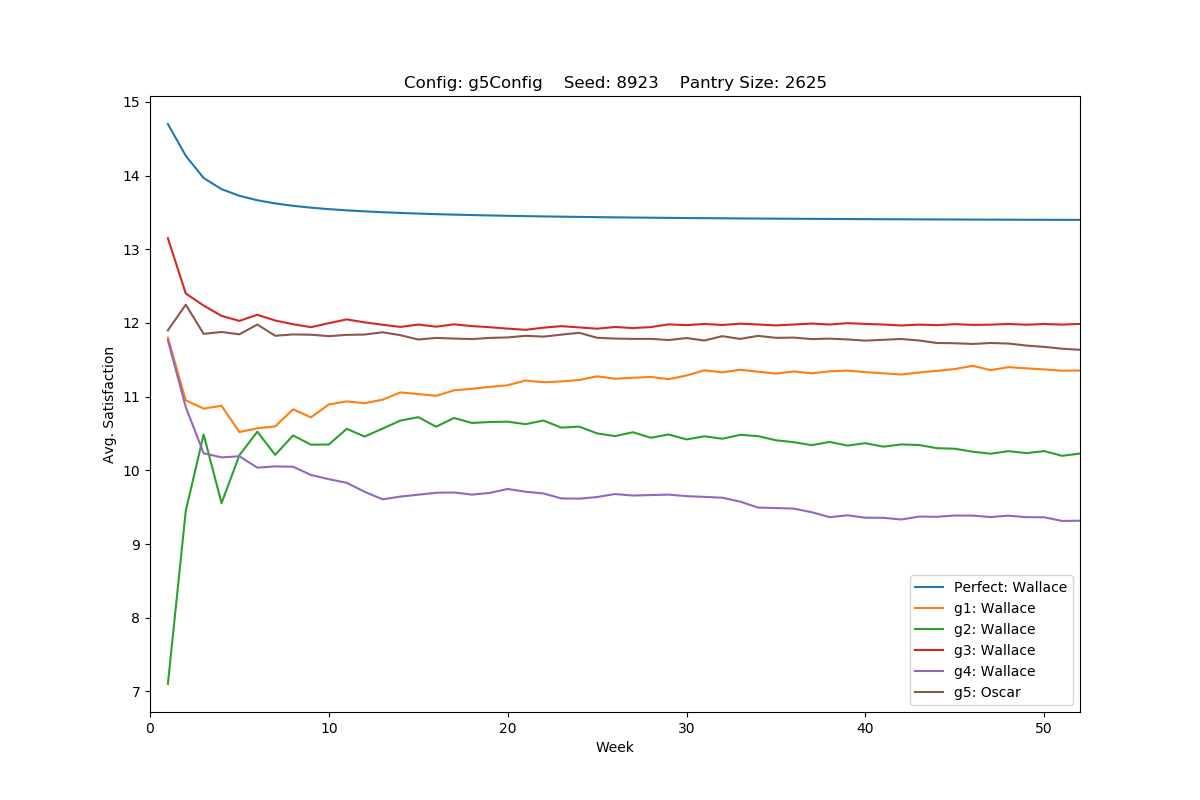 Config: g5Config    Seed: 8923    Pantry Size: 2625
15
14
13
12
11
10
9
8
7
Avg. Satisfaction
0 10 20 30 40 50
Week
Perfect: Wallace
g1: Wallace
g2: Wallace
g3: Wallace
g4: Wallace
g5: Oscar